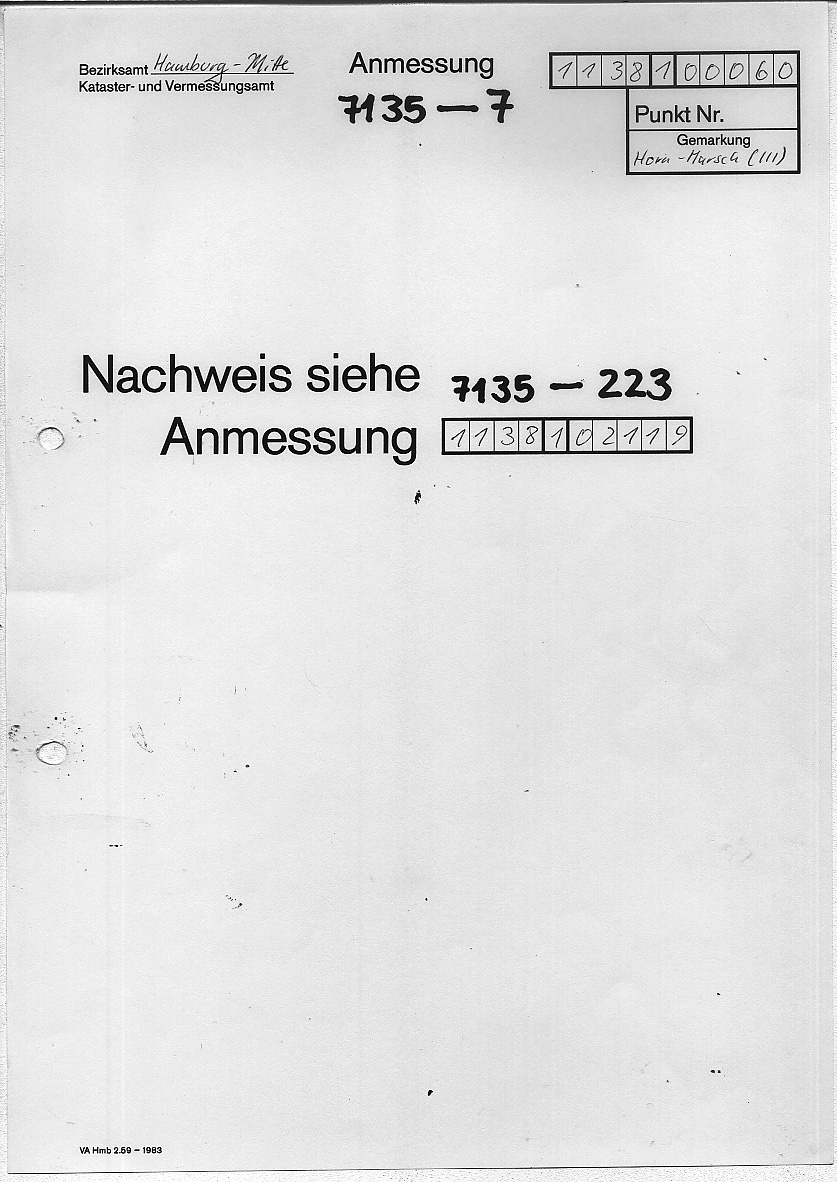 Bezirksamt Hamburg-Mitte
Kataster- und Vermessungsamt
Anmessung
7135 — 7
1138100060
Punkt Nr.
Gemarkung
Horn-Marsch (III)
Nachweis siehe 7135 — 223
Anmessung 1138102119
VA Hmb 2.59 – 1983